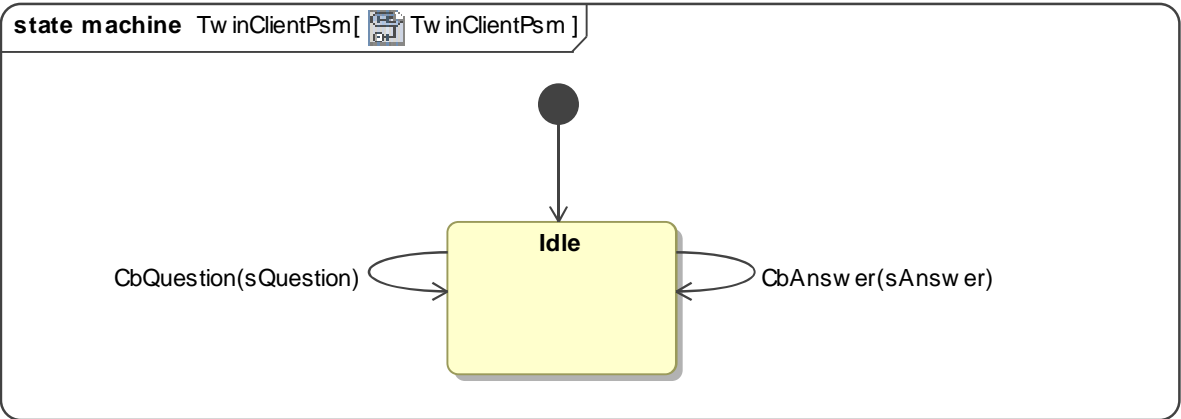 state machine TwinClientPsm[ TwinClientPsm ]
Idle
CbQuestion(sQuestion)
CbAnswer(sAnswer)